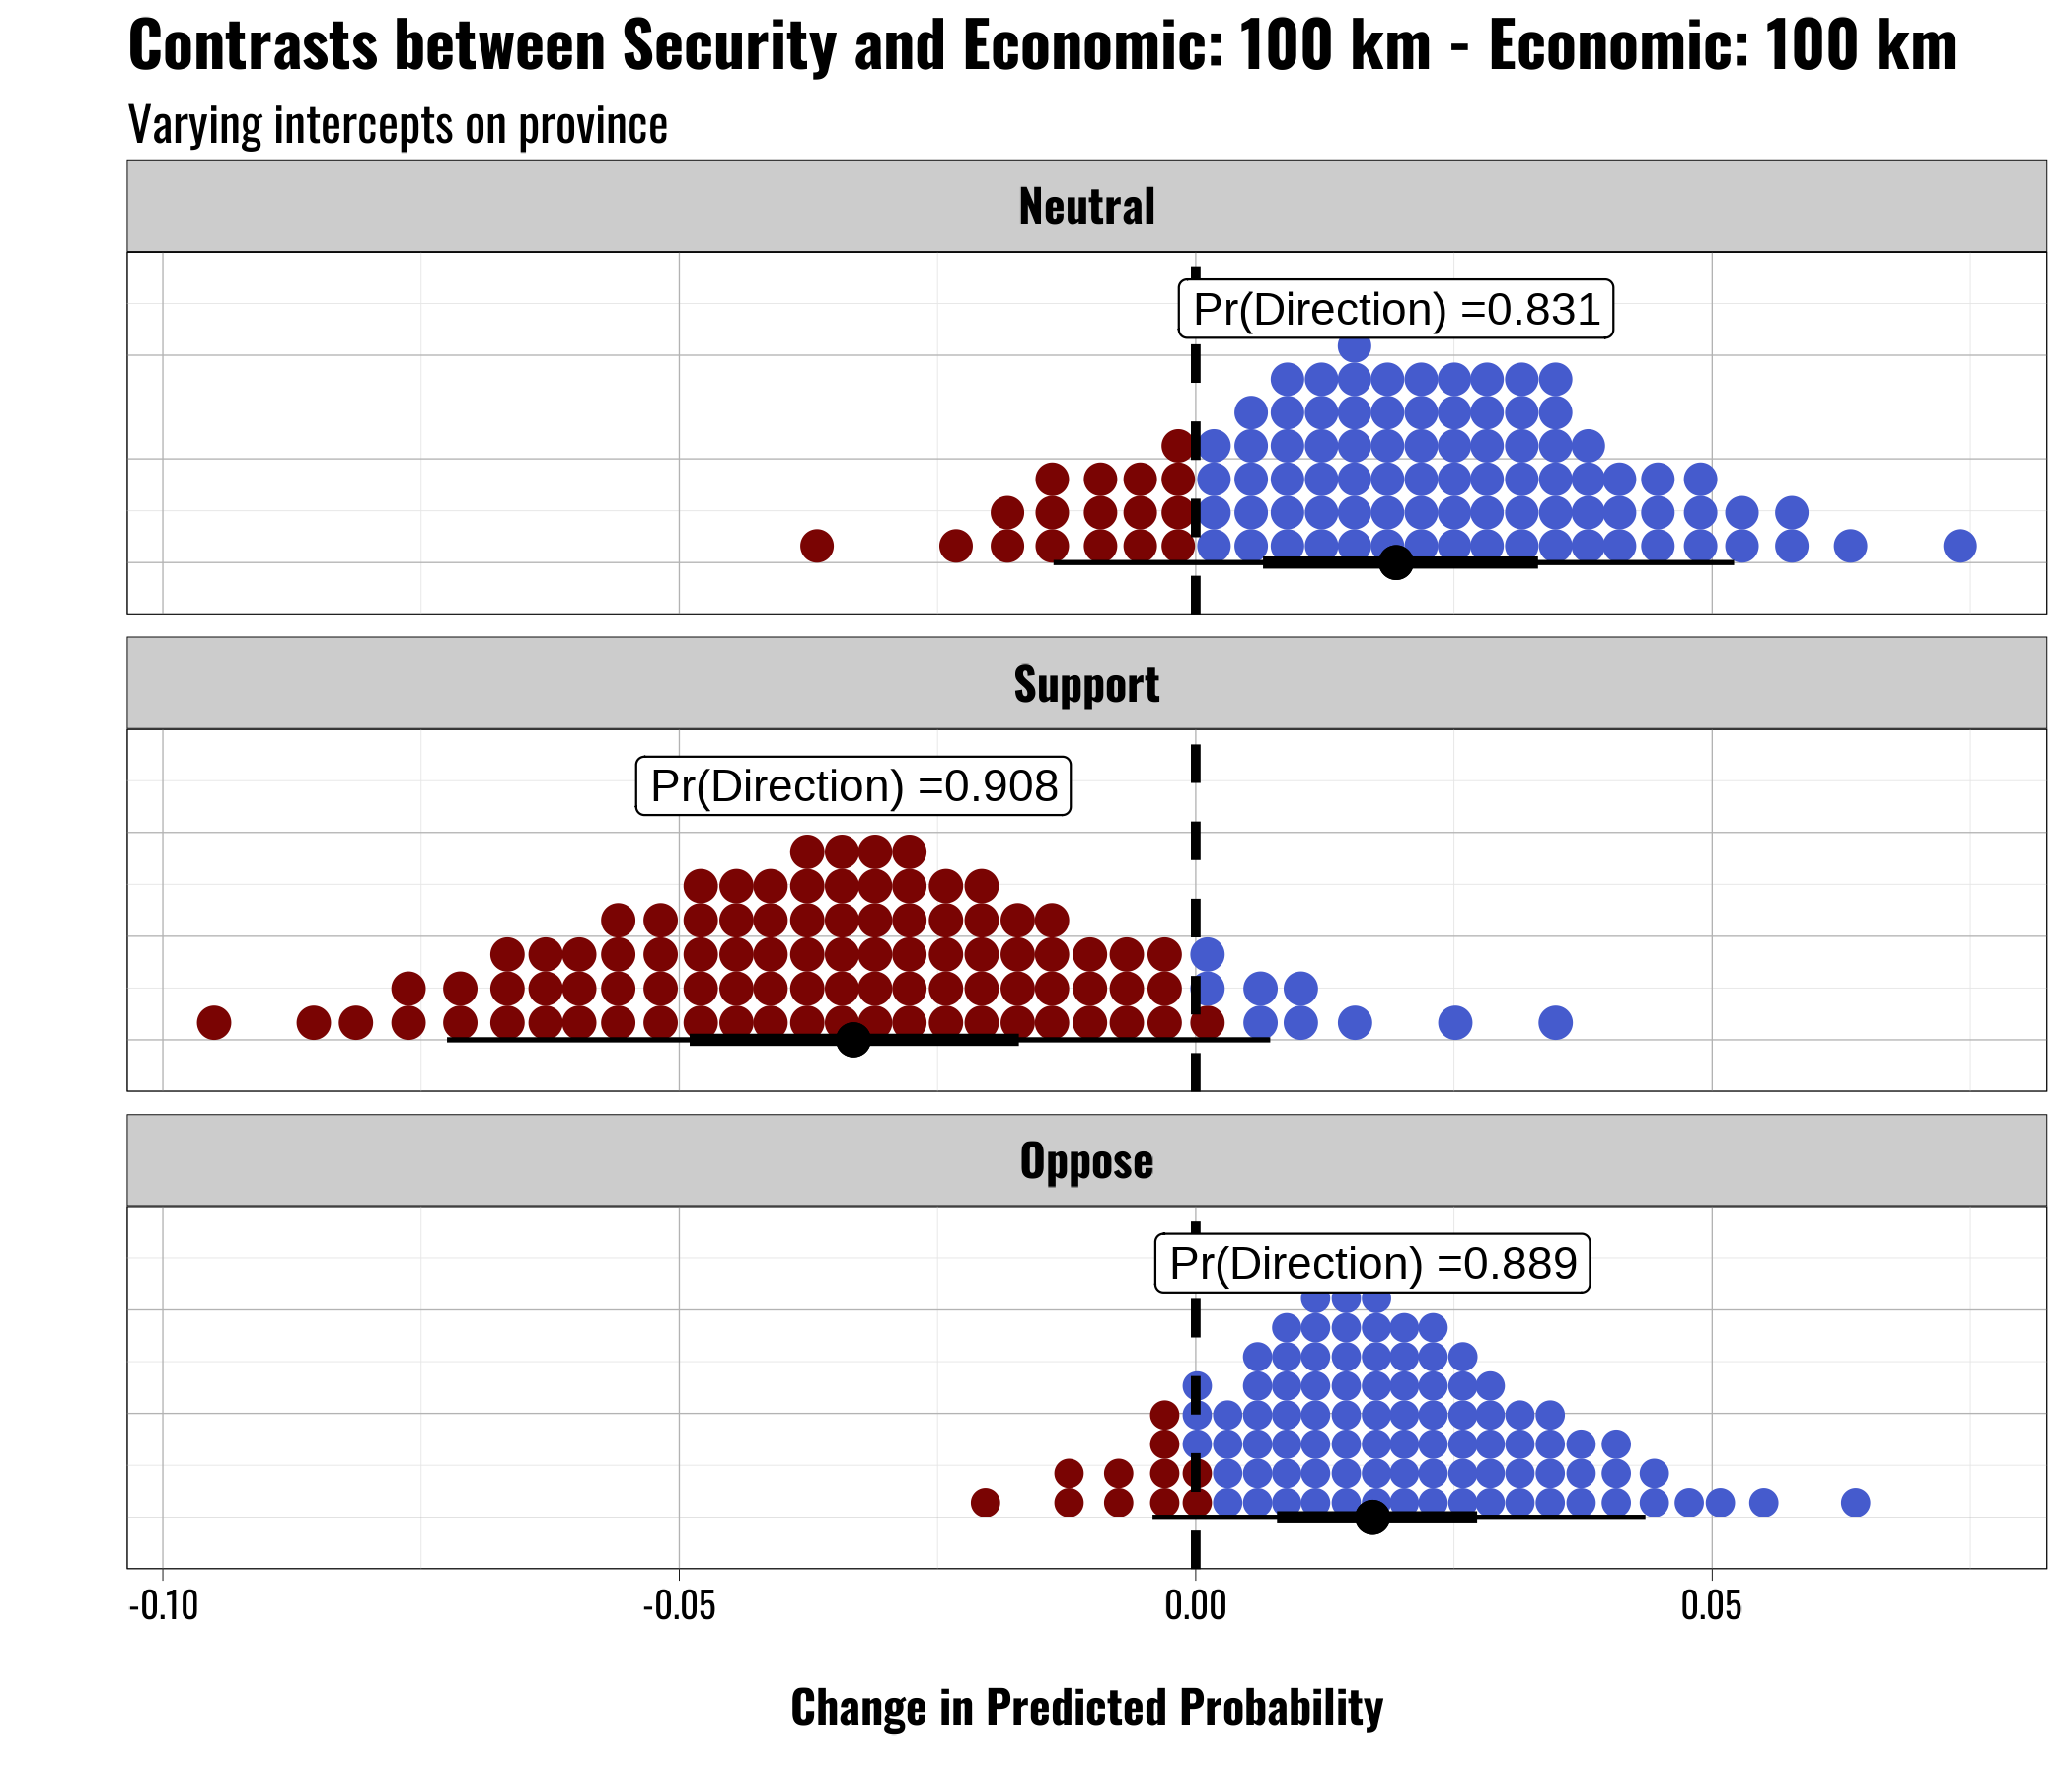 Contrasts between Security and Economic: 100 km - Economic: 100 km
Varying intercepts on province
Neutral
Pr(Direction) =0.831
Support
Pr(Direction) =0.908
Oppose
Pr(Direction) =0.889
-0.10 -0.05 0.00 0.05
Change in Predicted Probability